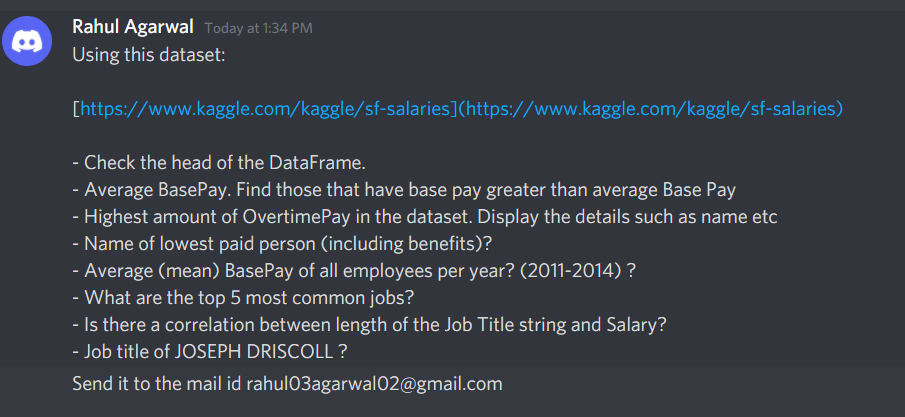 Rahul Agarwal Today at 1:34 PM
Using this dataset:
[https://www.kaggle.com/kaggle/sf-salaries](https://www.kaggle.com/kaggle/sf-salaries)
- Check the head of the DataFrame.
- Average BasePay. Find those that have base pay greater than average Base Pay
- Highest amount of OvertimePay in the dataset. Display the details such as name etc
- Name of lowest paid person (including benefits)?
- Average (mean) BasePay of all employees per year? (2011-2014) ?
- What are the top 5 most common jobs?
- Is there a correlation between length of the Job Title string and Salary?
- Job title of JOSEPH DRISCOLL ?
Send it to the mail id rahul03agarwal02@gmail.com